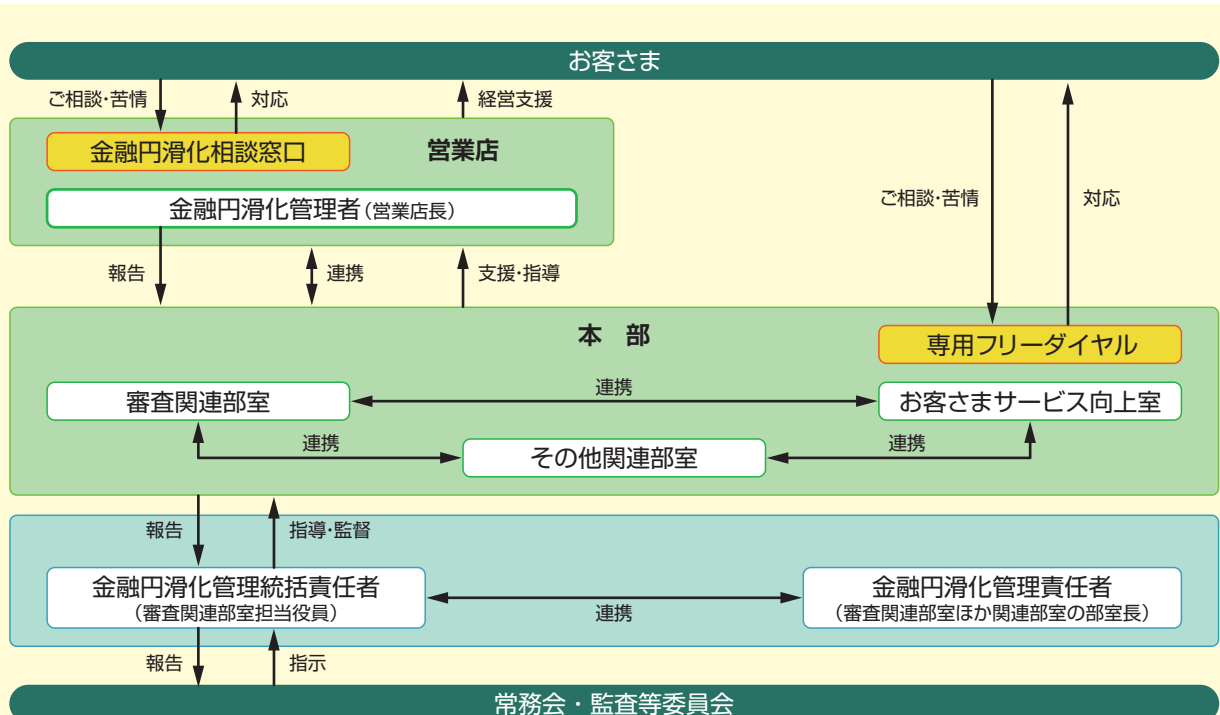 お客さま
ご相談・苦情
対応
経営支援
金融円滑化相談窓口
営業店
金融円滑化管理者(営業店長)
ご相談・苦情
対応
報告
連携
支援・指導
本 部
専用フリーダイヤル
審査関連部室
連携
お客さまサービス向上室
連携
その他関連部室
連携
報告
指導・監督
金融円滑化管理統括責任者
(審査関連部室担当役員)
連携
金融円滑化管理責任者
(審査関連部室ほか関連部室の部室長)
報告
指示
常務会・監査等委員会